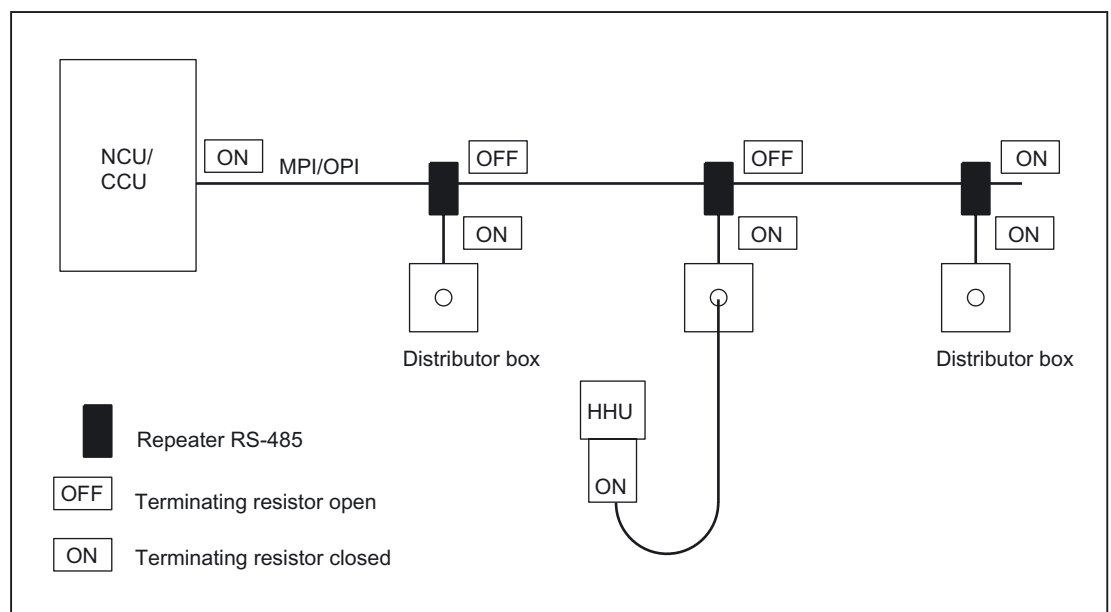 NCU/
CCU
ON
MPI/OPI
OFF
OFF
ON
ON
ON
ON
Distributor box
Distributor box
HHU
ON
Repeater RS-485
OFF
Terminating resistor open
ON
Terminating resistor closed